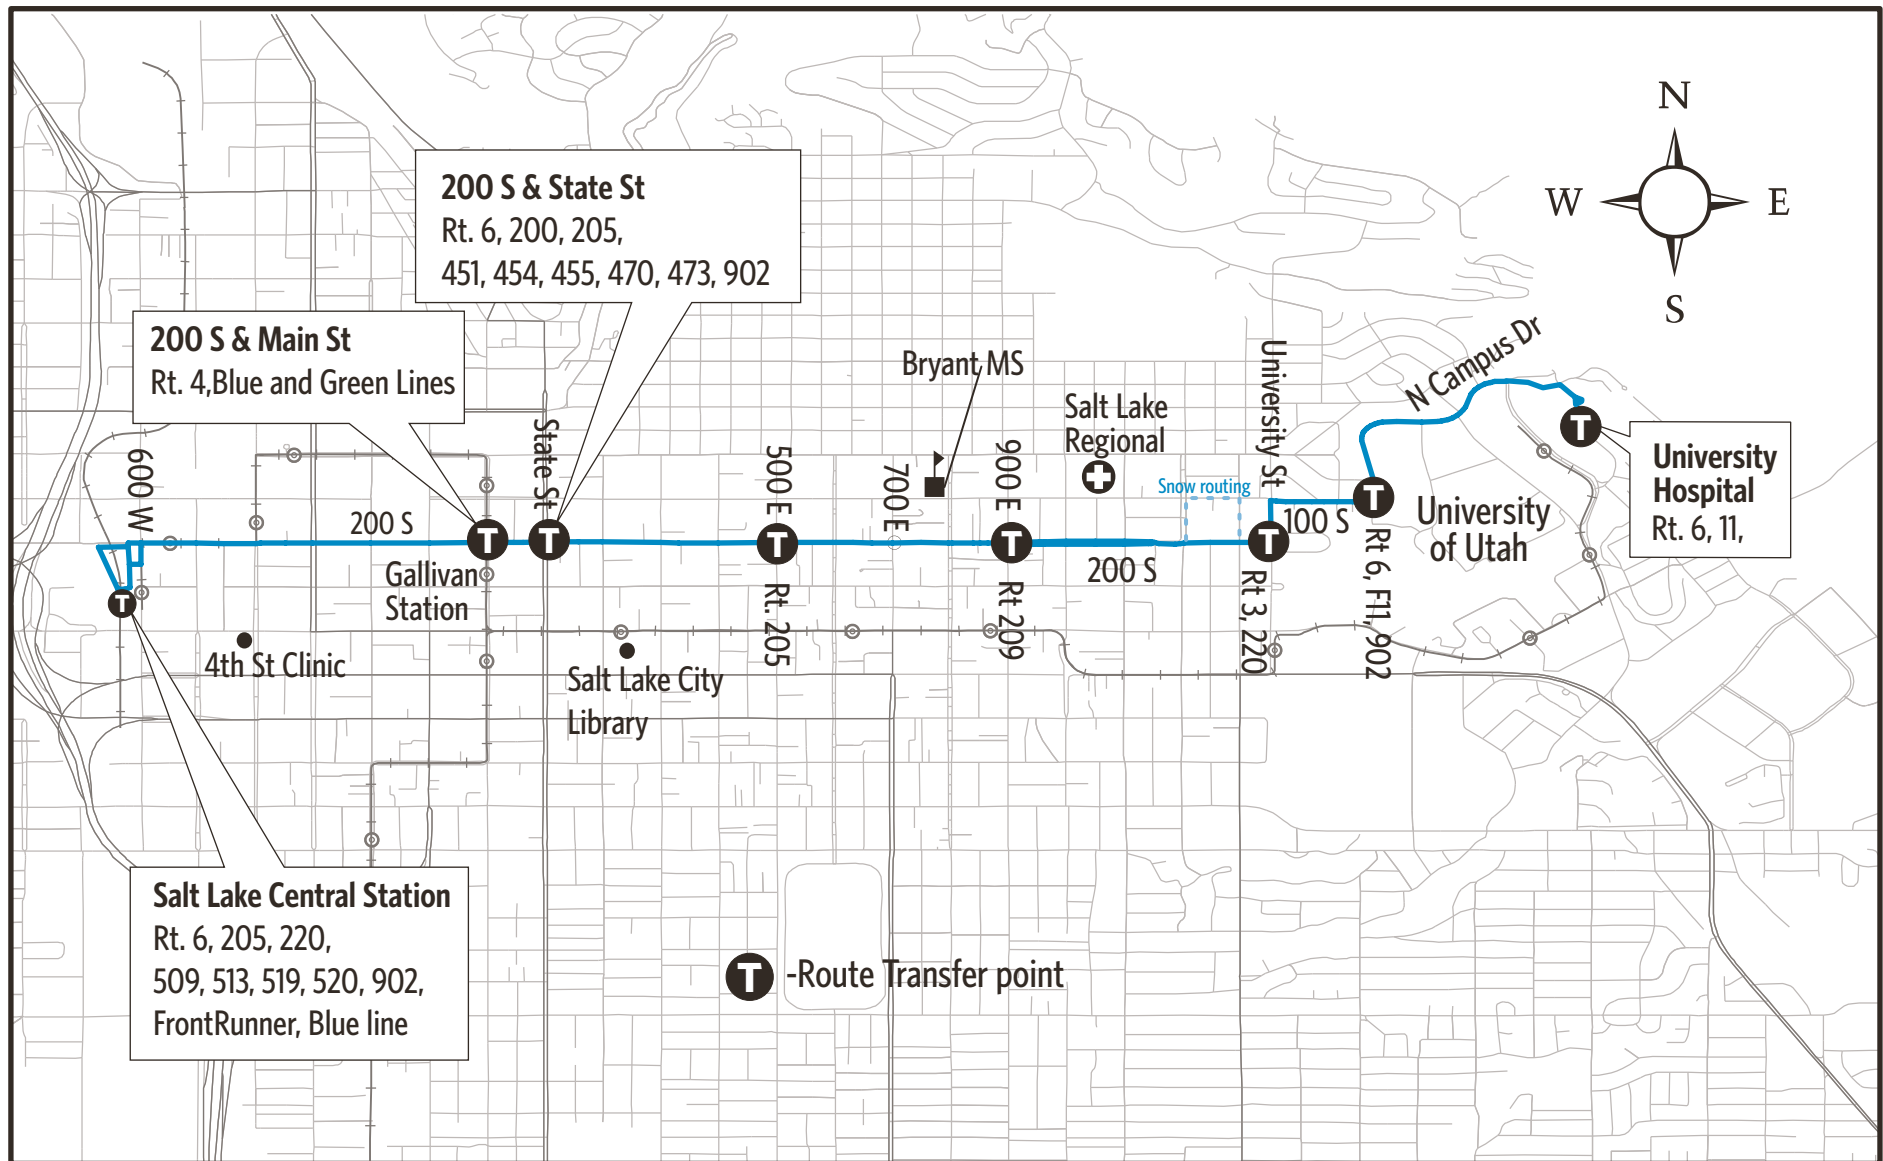 N
W
E
S
200 S & State St
Rt. 6, 200, 205,
451, 454, 455, 470, 473, 902
200 S & Main St
Rt. 4,Blue and Green Lines
Bryant MS
Salt Lake
Regional
University St
N Campus Dr
University
Hospital
Rt. 6, 11,
600 W
State St
500 E
700 E
900 E
Snow routing
200 S
100 S
University
of Utah
Gallivan
Station
200 S
Rt. 205
Rt 209
Rt 3, 220
Rt 6, F11, 902
4th St Clinic
Salt Lake City
Library
Salt Lake Central Station
Rt. 6, 205, 220,
509, 513, 519, 520, 902,
FrontRunner, Blue line
T -Route Transfer point
T
T
T
T
T
T
T
T